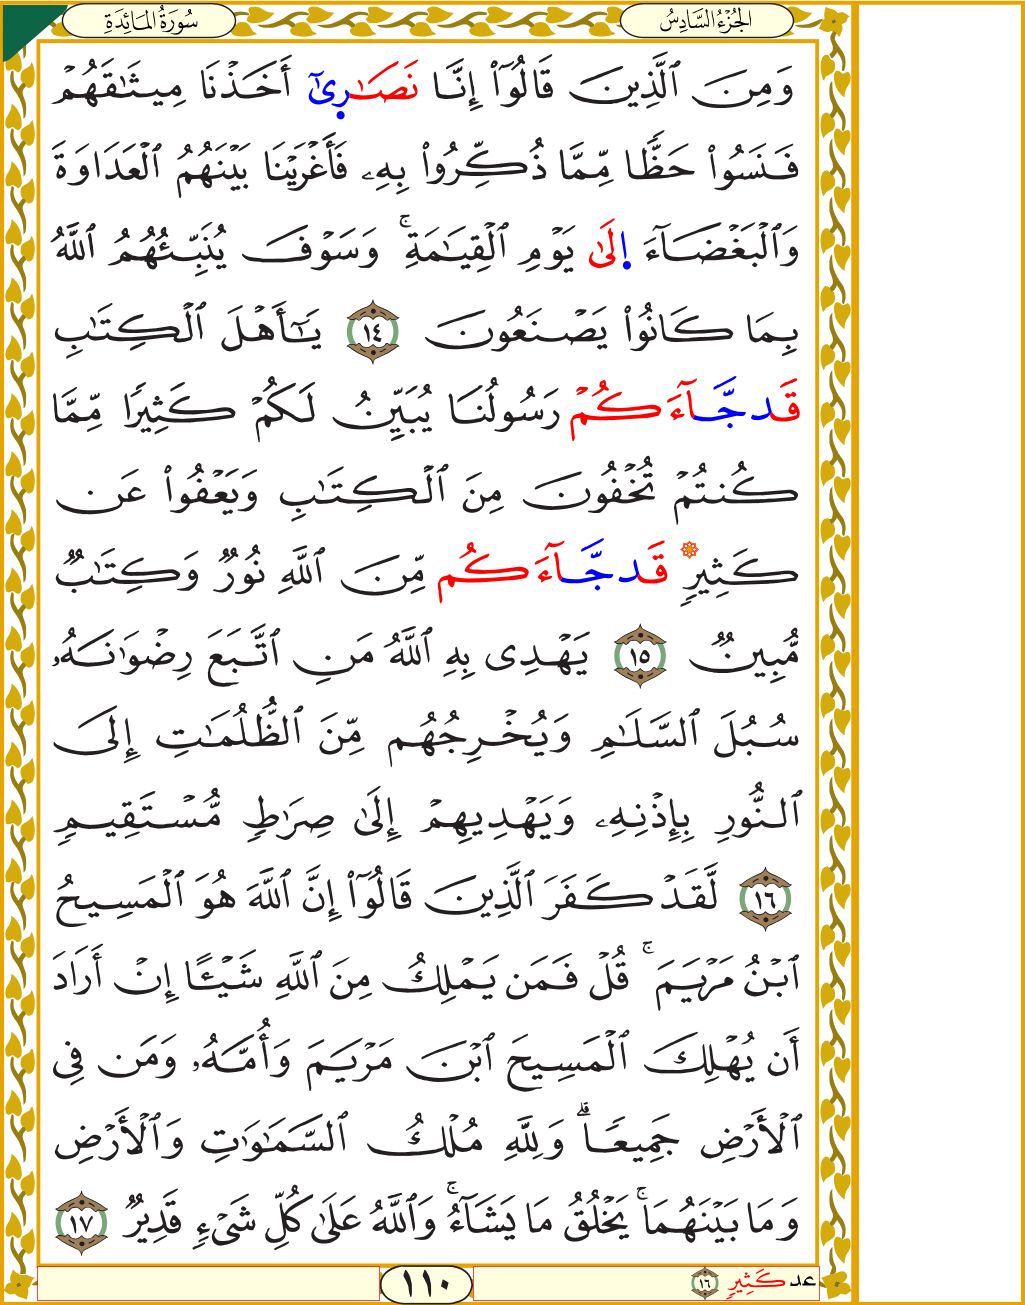 الجُزْءُ السَّادِسُ
سُورَةُ المَائِدَةِ
وَمِنَ ٱلَّذِينَ قَالُوٓا۟ إِنَّا نَصَٰرِىٓ أَخَذْنَا مِيثَٰقَهُمْ
فَنَسُوا۟ حَظًّا مِّمَّا ذُكِّرُوا۟ بِهِۦ فَأَغْرَيْنَا بَيْنَهُمُ ٱلْعَدَاوَةَ
وَٱلْبَغْضَآءَ إِلَىٰ يَوْمِ ٱلْقِيَٰمَةِ ۚ وَسَوْفَ يُنَبِّئُهُمُ ٱللَّهُ
بِمَا كَانُوا۟ يَصْنَعُونَ ١٤ يَٰٓأَهْلَ ٱلْكِتَٰبِ
قَد جَّآءَكُمْ رَسُولُنَا يُبَيِّنُ لَكُمْ كَثِيرًا مِّمَّا
كُنتُمْ تُخْفُونَ مِنَ ٱلْكِتَٰبِ وَيَعْفُوا۟ عَن
كَثِيرٍ قَد جَّآءَكُم مِّنَ ٱللَّهِ نُورٌ وَكِتَٰبٌ
مُّبِينٌ ١٥ يَهْدِى بِهِ ٱللَّهُ مَنِ ٱتَّبَعَ رِضْوَٰنَهُۥ
سُبُلَ ٱلسَّلَٰمِ وَيُخْرِجُهُم مِّنَ ٱلظُّلُمَٰتِ إِلَى
ٱلنُّورِ بِإِذْنِهِۦ وَيَهْدِيهِمْ إِلَىٰ صِرَٰطٍ مُّسْتَقِيمٍ
١٦ لَّقَدْ كَفَرَ ٱلَّذِينَ قَالُوٓا۟ إِنَّ ٱللَّهَ هُوَ ٱلْمَسِيحُ
ٱبْنُ مَرْيَمَ ۚ قُلْ فَمَن يَمْلِكُ مِنَ ٱللَّهِ شَيْـًٔا إِنْ أَرَادَ
أَن يُهْلِكَ ٱلْمَسِيحَ ٱبْنَ مَرْيَمَ وَأُمَّهُۥ وَمَن فِى
ٱلْأَرْضِ جَمِيعًا ۗ وَلِلَّهِ مُلْكُ ٱلسَّمَٰوَٰتِ وَٱلْأَرْضِ
وَمَا بَيْنَهُمَا ۚ يَخْلُقُ مَا يَشَآءُ ۚ وَٱللَّهُ عَلَىٰ كُلِّ شَىْءٍ قَدِيرٌ ١٧
عد كَثِيرٍ ١٦
١١٠